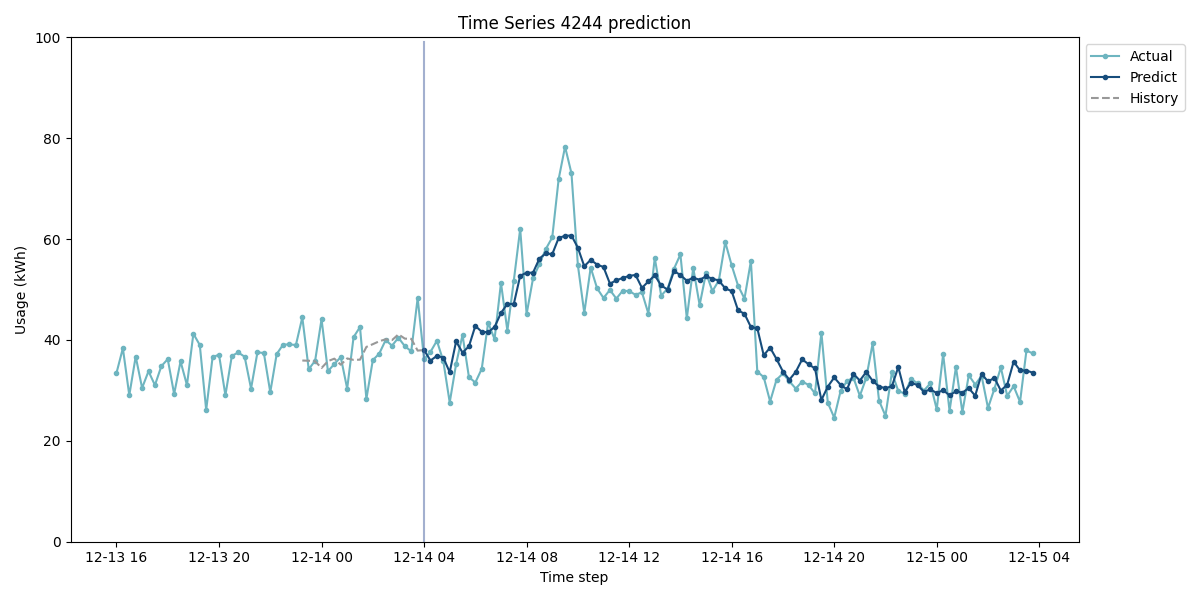 Time Series 4244 prediction
Actual
Predict
History
Usage (kWh)
100
80
60
40
20
0
12-13 16
12-13 20
12-14 00
12-14 04
12-14 08
12-14 12
12-14 16
12-14 20
12-15 00
12-15 04
Time step